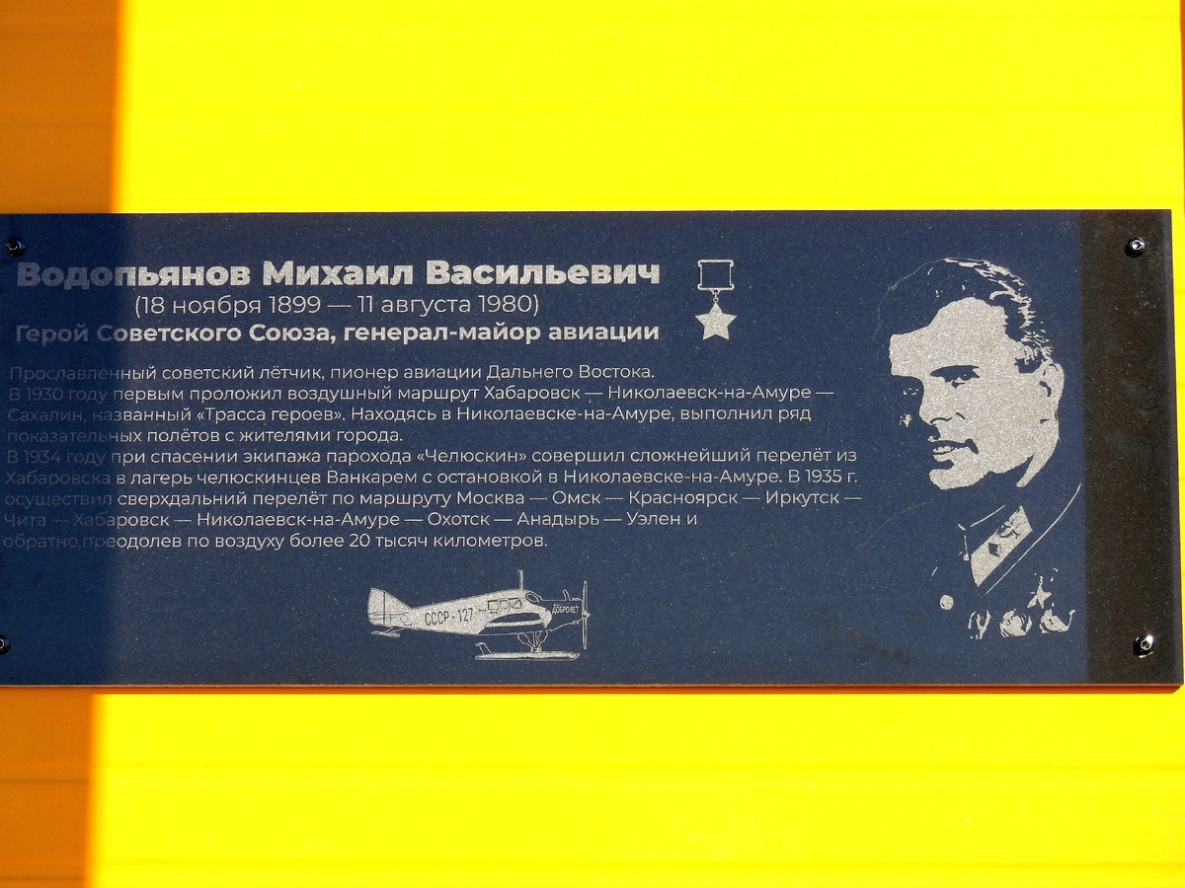 Водопьянов Михаил Васильевич
(18 ноября 1899 — 11 августа 1980)
Герой Советского Союза, генерал-майор авиации
Прославленный советский лётчик, пионер авиации Дальнего Востока.
В 1930 году первым проложил воздушный маршрут Хабаровск — Николаевск-на-Амуре —
Сахалин, названный «Трасса героев». Находясь в Николаевске-на-Амуре, выполнил ряд
показательных полётов с жителями города.
В 1934 году при спасении экипажа парохода «Челюскин» совершил сложнейший перелёт из
Хабаровска в лагерь челюскинцев Ванкарем с остановкой в Николаевске-на-Амуре. В 1935 г.
осуществил сверхдальний перелёт по маршруту Москва — Омск — Красноярск — Иркутск —
Чита — Хабаровск — Николаевск-на-Амуре — Охотск — Анадырь — Уэлен и
обратно,преодолев по воздуху более 20 тысяч километров.
СССР-127
ДОБРОЛЕТ